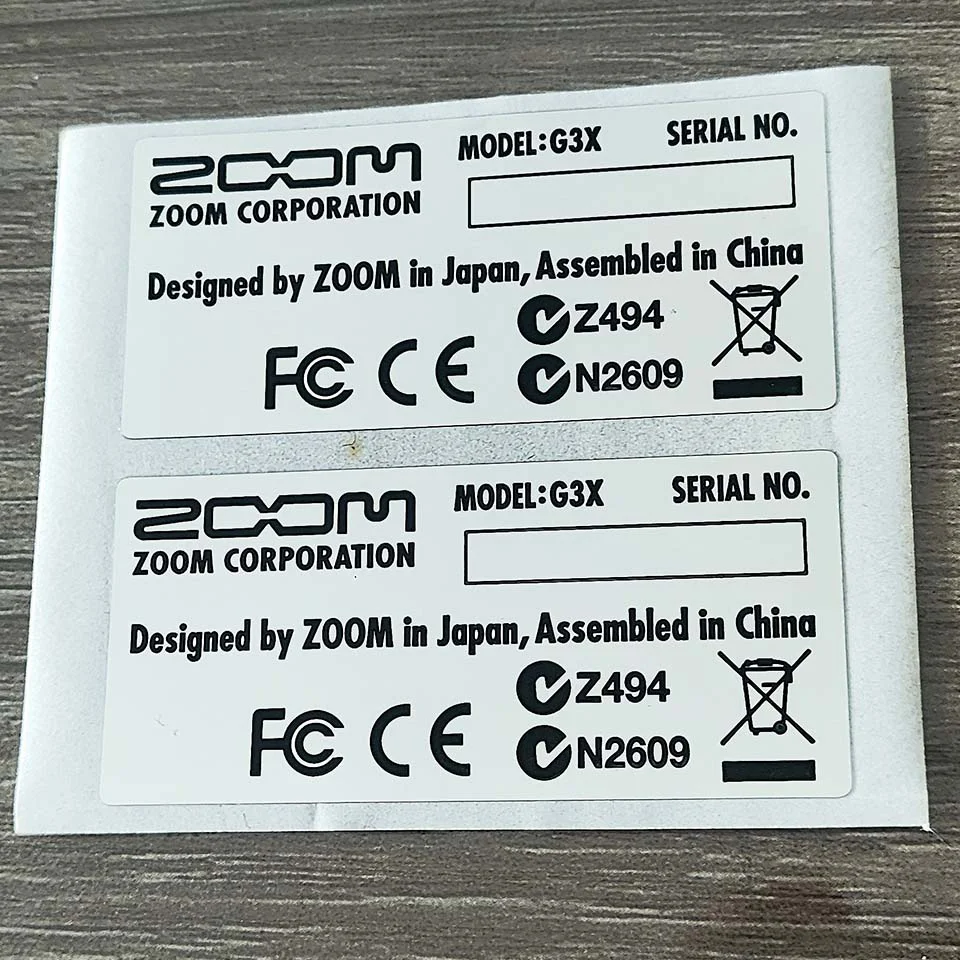 ZOOM
ZOOM CORPORATION
MODEL:G3X SERIAL NO.
Designed by ZOOM in Japan, Assembled in China
FC CE
Z494
N2609
ZOOM
ZOOM CORPORATION
MODEL:G3X SERIAL NO.
Designed by ZOOM in Japan, Assembled in China
FC CE
Z494
N2609